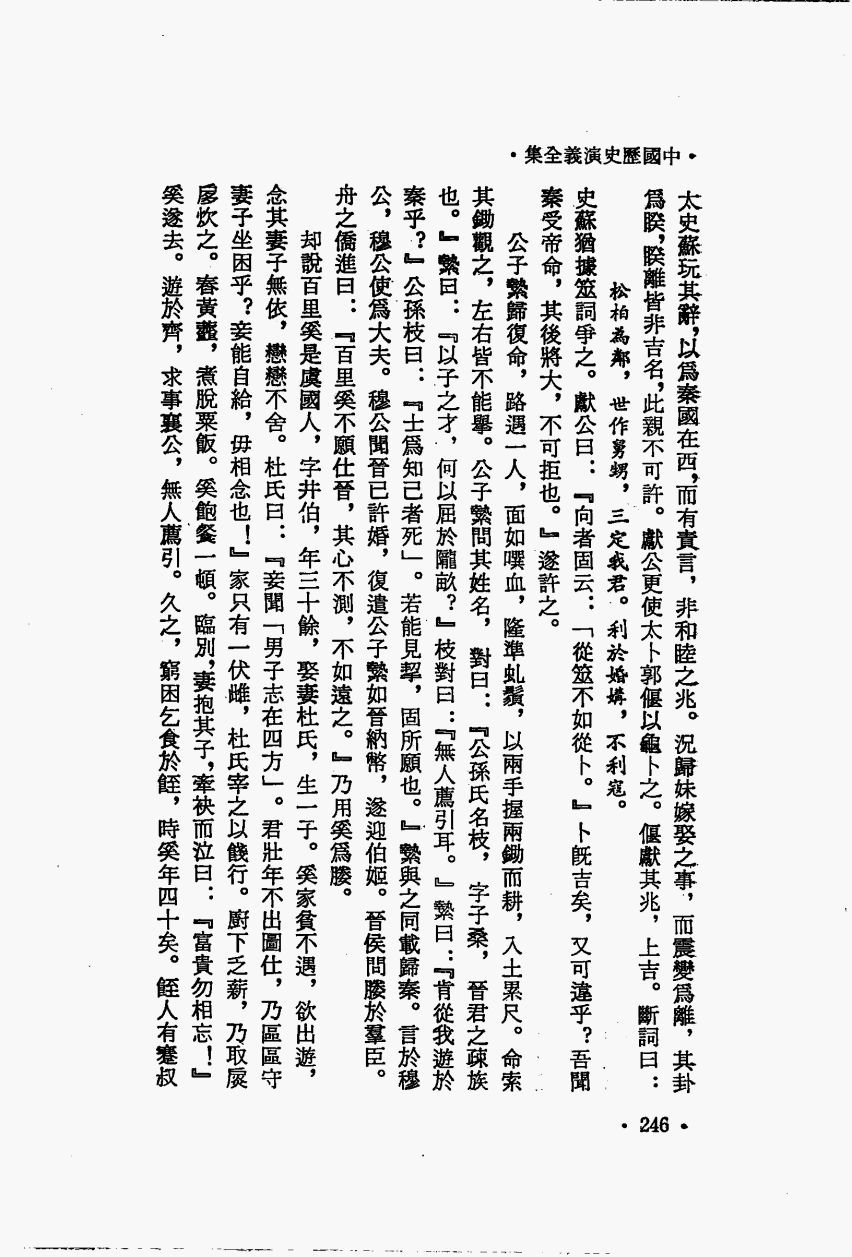 •中國歷史演義全集•
太史蘇玩其辭,以爲秦國在西,而有責言，非和睦之兆。況歸妹嫁娶之事，而震變爲離，其卦
爲睽,睽離皆非吉名,此親不可許。獻公更使太卜郭偃以龜卜之。偃獻其兆，上吉。斷詞曰：
松柏為鄰，世作舅甥，三定我君。利於婚媾，不利寇。
史蘇猶據筮詞爭之。獻公曰：『向者固云：「從筮不如從卜。』卜旣吉矣，又可違乎？吾聞
秦受帝命，其後將大，不可拒也。』遂許之。
公子縶歸復命，路遇一人，面如噀血，隆準虬鬚，以兩手握兩鋤而耕，入土累尺。命索
其鋤觀之，左右皆不能舉。公子縶問其姓名，對曰：『公孫氏名枝，字子桑，晉君之疎族
也。』縶曰：『以子之才，何以屈於隴畝？』枝對曰：『無人薦引耳。』縶曰：『肯從我遊於
秦乎？』公孫枝曰：『士爲知己者死」。若能見挈，固所願也。』縶與之同載歸秦。言於穆
公，穆公使爲大夫。穆公聞晉已許婚，復遣公子縶如晉納幣，遂迎伯姬。晉侯問媵於羣臣。
舟之僑進曰：『百里奚不願仕晉，其心不測，不如遠之。』乃用奚爲媵。
却說百里奚是虞國人，字井伯，年三十餘，娶妻杜氏，生一子。奚家貧不遇，欲出遊，
念其妻子無依，戀戀不舍。杜氏曰：『妾聞「男子志在四方」。君壯年不出圖仕，乃區區守
妻子坐困乎？妾能自給，毋相念也！』家只有一伏雌，杜氏宰之以餞行。廚下乏薪，乃取扊
扅炊之。舂黃虀，煮脫粟飯。奚飽餐一頓。臨別,妻抱其子,牽袂而泣曰：『富貴勿相忘！』
奚遂去。遊於齊，求事襄公，無人薦引。久之，窮困乞食於銍，時奚年四十矣。銍人有蹇叔
•246•